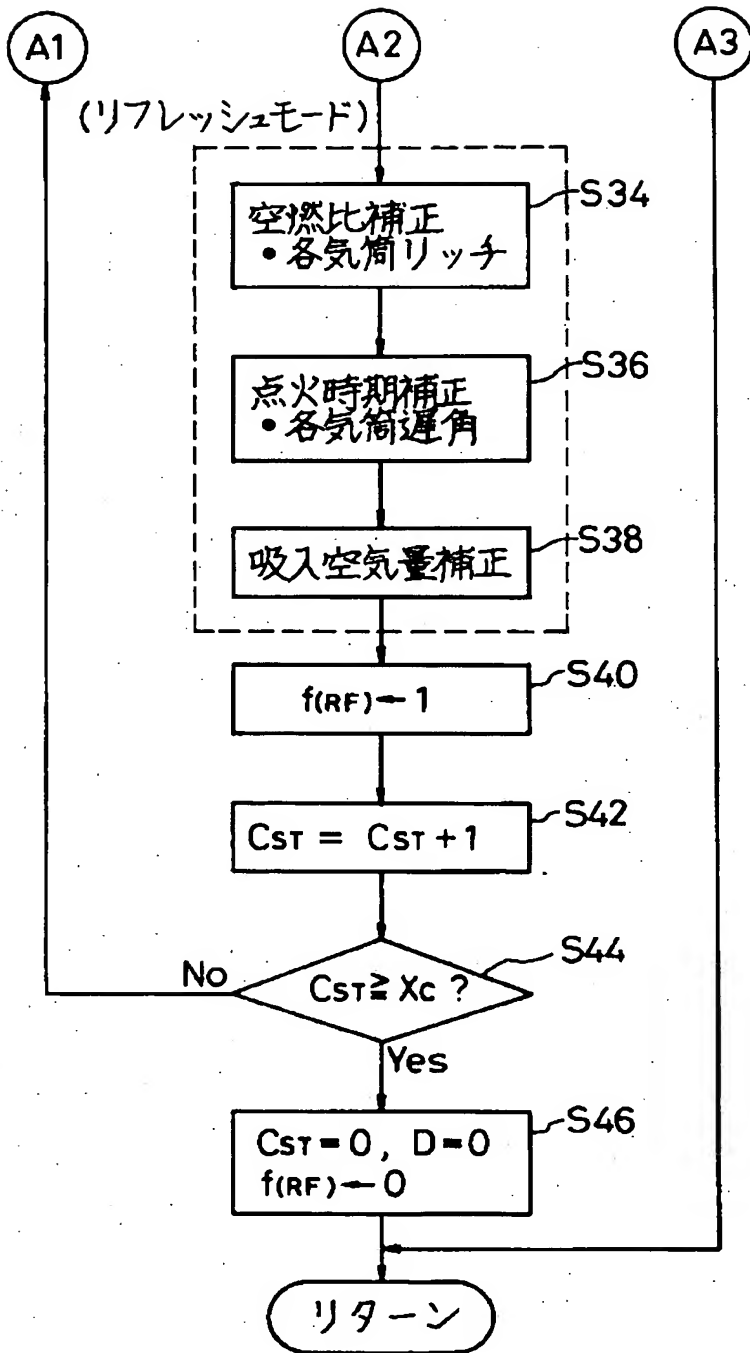 A1
A2
A3
(リフレッシュモード)
S34
空燃比補正
• 各気筒リッチ
S36
点火時期補正
• 各気筒遅角
S38
吸入空気量補正
S40
f(RF)←1
S42
CST = CST+1
S44
No
CST≧Xc ?
Yes
S46
CST=0, D=0
f(RF)←0
リターン